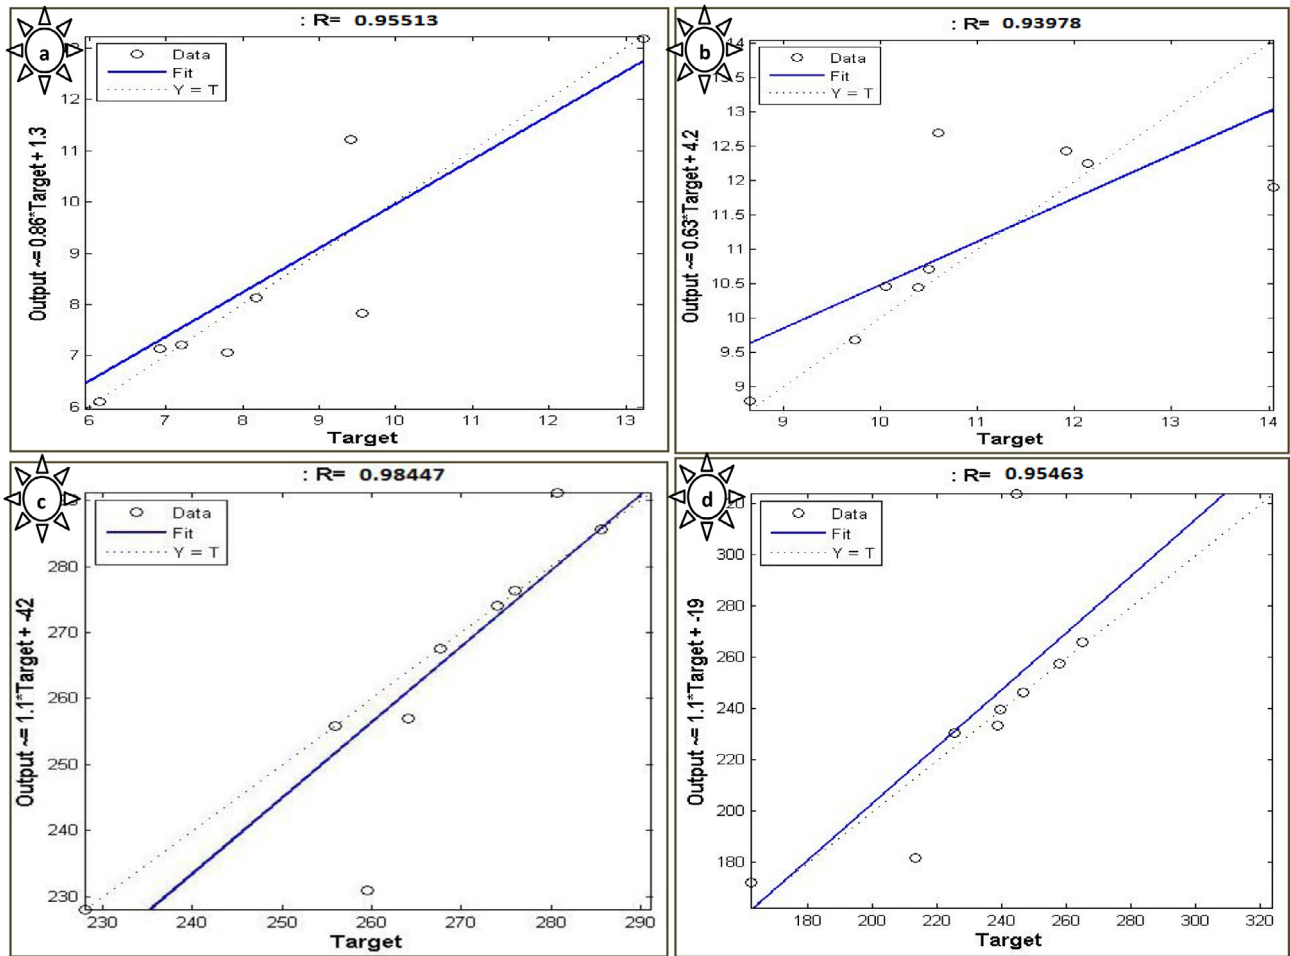 : R= 0.95513
a
Data
Fit
Y = T
Output ~= 0.86*Target + 1.3
12
11
10
9
8
7
6
6 7 8 9 10 11 12 13
Target
: R= 0.93978
b
Data
Fit
Y = T
Output ~= 0.63*Target + 4.2
14
13.5
13
12.5
12
11.5
11
10.5
10
9.5
9
9 10 11 12 13 14
Target
: R= 0.98447
c
Data
Fit
Y = T
Output ~= 1.1*Target + -42
280
270
260
250
240
230
230 240 250 260 270 280 290
Target
: R= 0.95463
d
Data
Fit
Y = T
Output ~= 1.1*Target + -19
300
280
260
240
220
200
180
180 200 220 240 260 280 300 320
Target